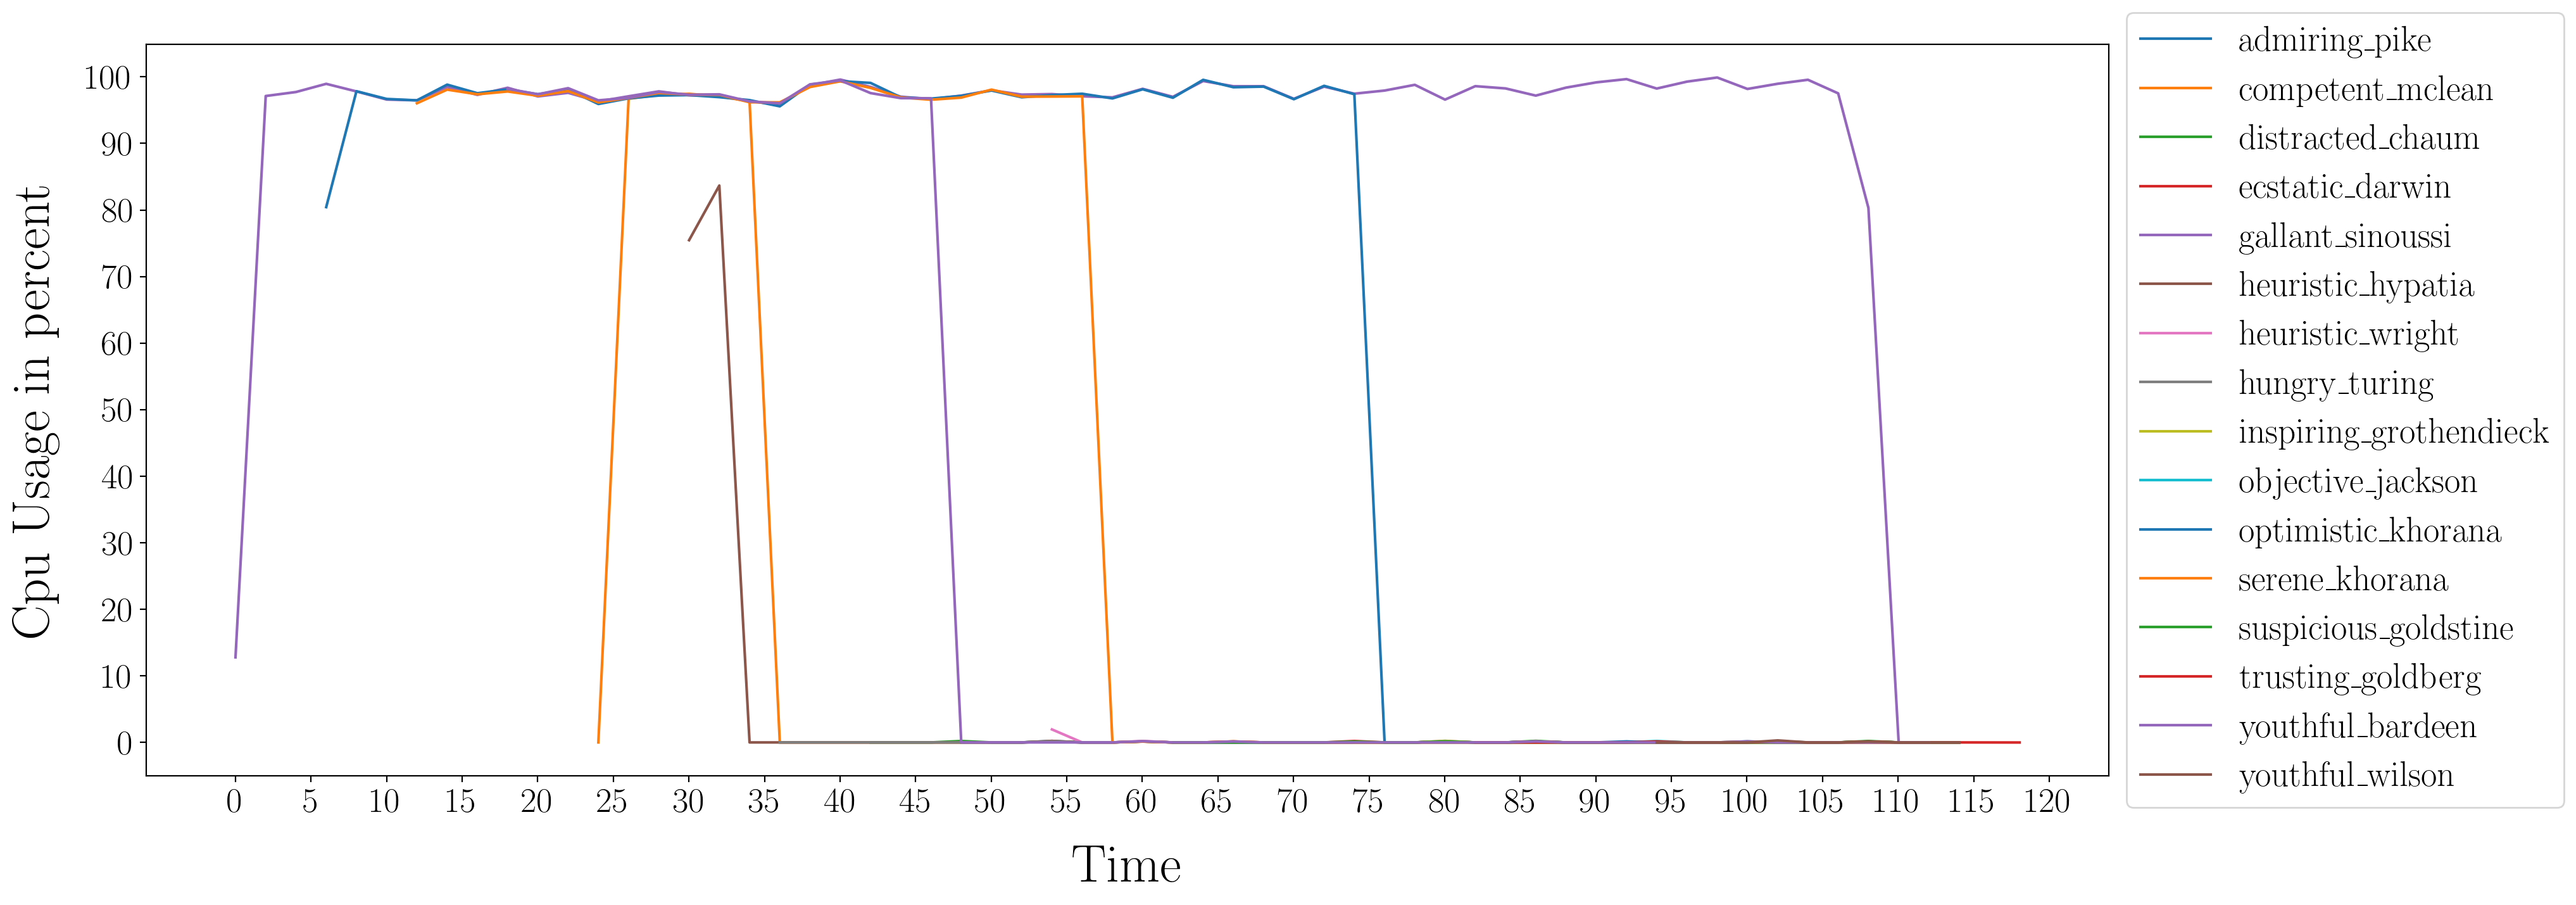 Cpu Usage in percent
100
90
80
70
60
50
40
30
20
10
0
0 5 10 15 20 25 30 35 40 45 50 55 60 65 70 75 80 85 90 95 100 105 110 115 120
Time
admiring_pike
competent_mclean
distracted_chaum
ecstatic_darwin
gallant_sinoussi
heuristic_hypatia
heuristic_wright
hungry_turing
inspiring_grothendieck
objective_jackson
optimistic_khorana
serene_khorana
suspicious_goldstine
trusting_goldberg
youthful_bardeen
youthful_wilson